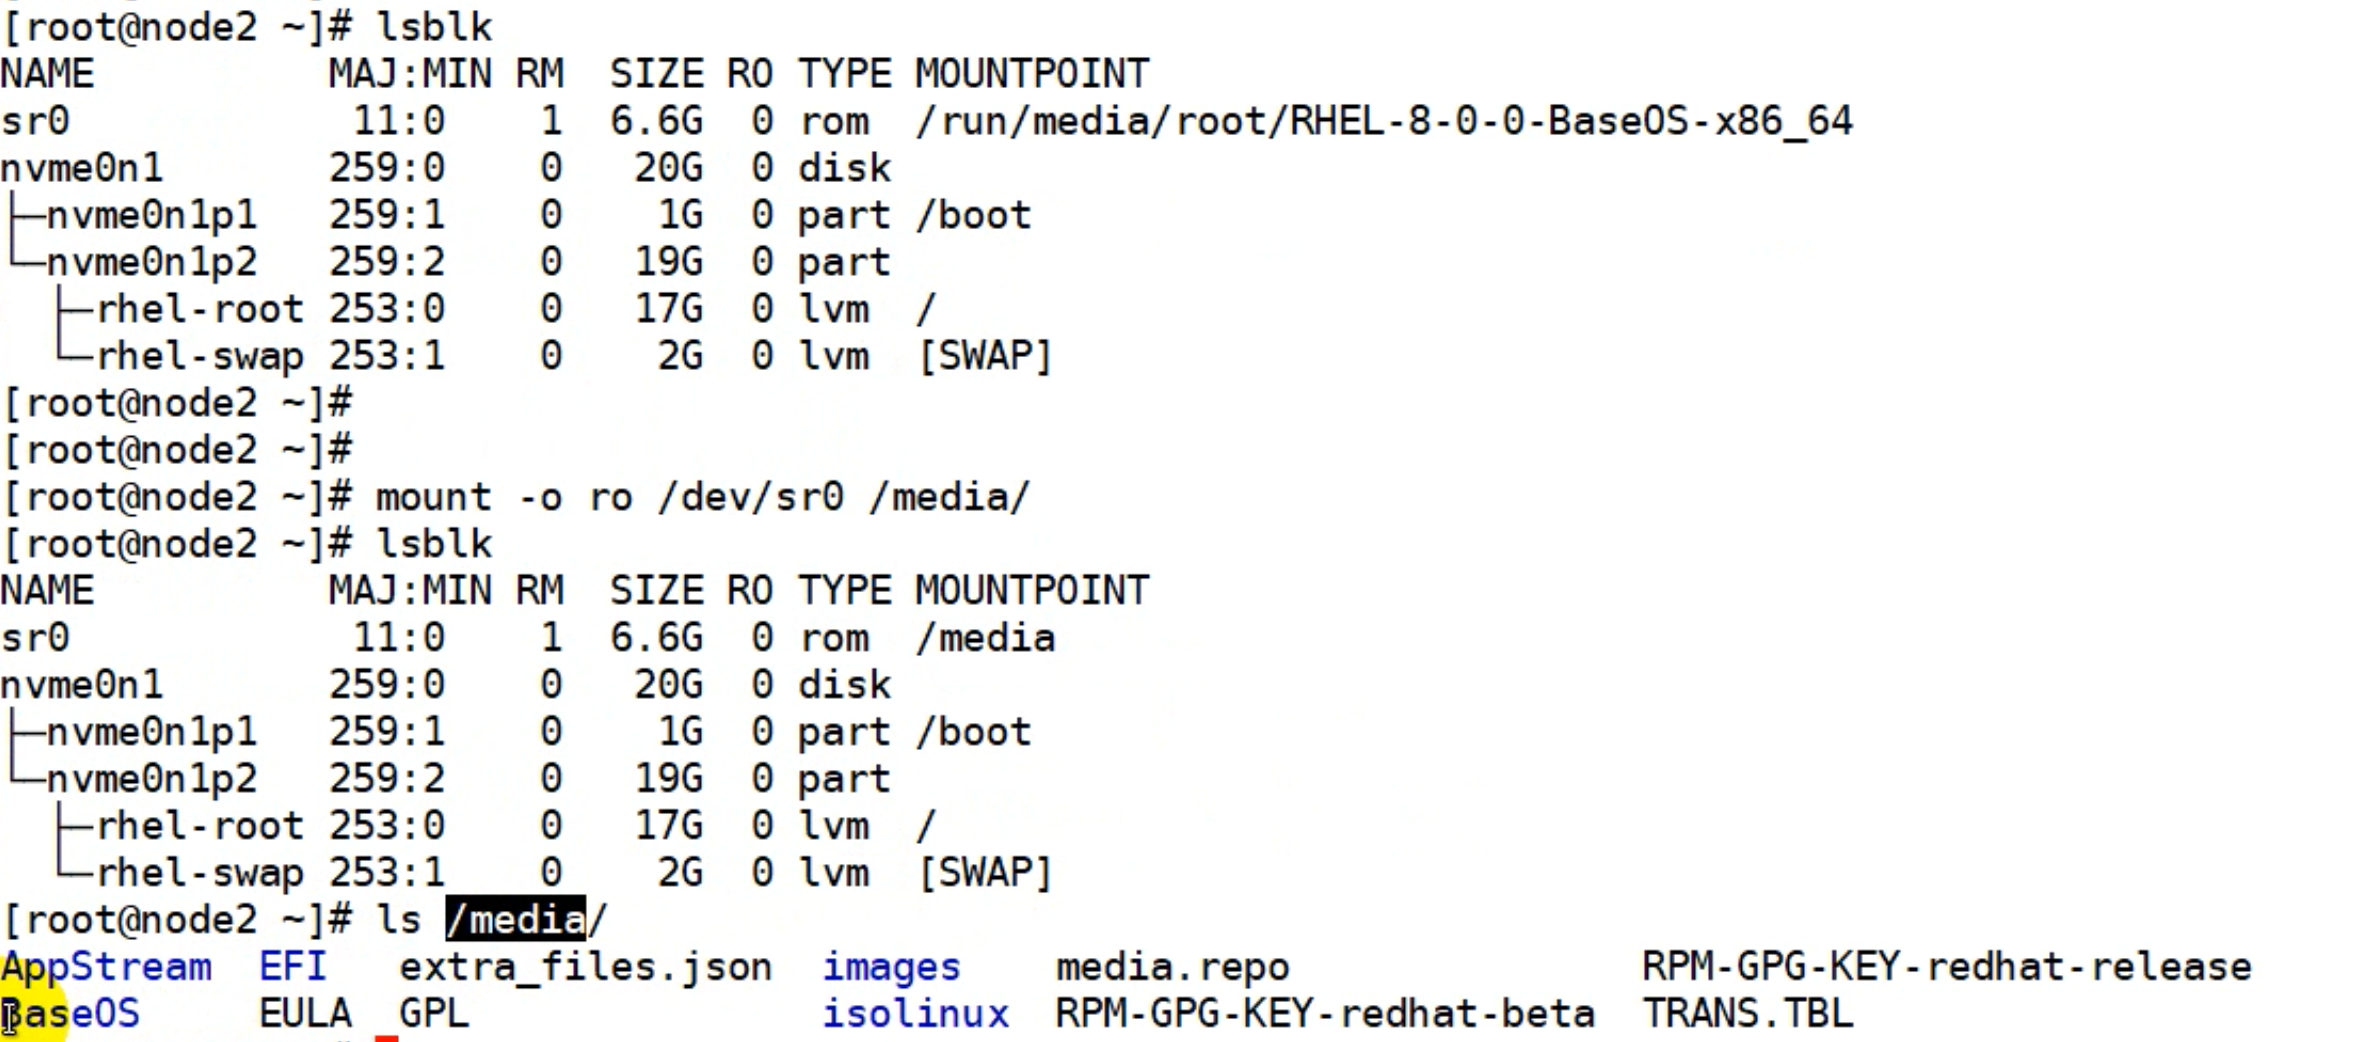 [root@node2 ~]# lsblk
NAME          MAJ:MIN RM  SIZE RO TYPE MOUNTPOINT
sr0            11:0    1  6.6G  0 rom  /run/media/root/RHEL-8-0-0-BaseOS-x86_64
nvme0n1       259:0    0   20G  0 disk
├─nvme0n1p1   259:1    0    1G  0 part /boot
└─nvme0n1p2   259:2    0   19G  0 part
  ├─rhel-root 253:0    0   17G  0 lvm  /
  └─rhel-swap 253:1    0    2G  0 lvm  [SWAP]
[root@node2 ~]#
[root@node2 ~]#
[root@node2 ~]# mount -o ro /dev/sr0 /media/
[root@node2 ~]# lsblk
NAME          MAJ:MIN RM  SIZE RO TYPE MOUNTPOINT
sr0            11:0    1  6.6G  0 rom  /media
nvme0n1       259:0    0   20G  0 disk
├─nvme0n1p1   259:1    0    1G  0 part /boot
└─nvme0n1p2   259:2    0   19G  0 part
  ├─rhel-root 253:0    0   17G  0 lvm  /
  └─rhel-swap 253:1    0    2G  0 lvm  [SWAP]
[root@node2 ~]# ls /media/
AppStream  EFI   extra_files.json  images    media.repo               RPM-GPG-KEY-redhat-release
BaseOS     EULA  GPL               isolinux  RPM-GPG-KEY-redhat-beta  TRANS.TBL